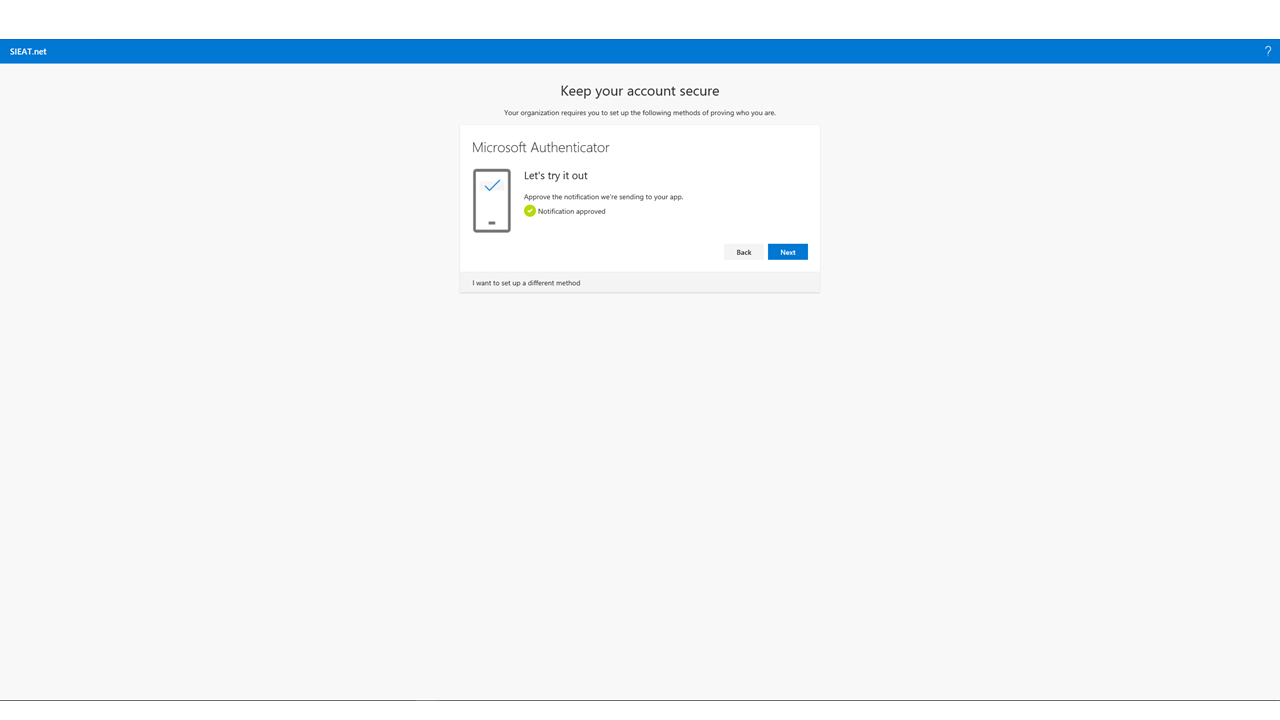 SIEAT.net
?
Keep your account secure
Your organization requires you to set up the following methods of proving who you are.
Microsoft Authenticator
Let's try it out
Approve the notification we're sending to your app.
Notification approved
Back Next
I want to set up a different method